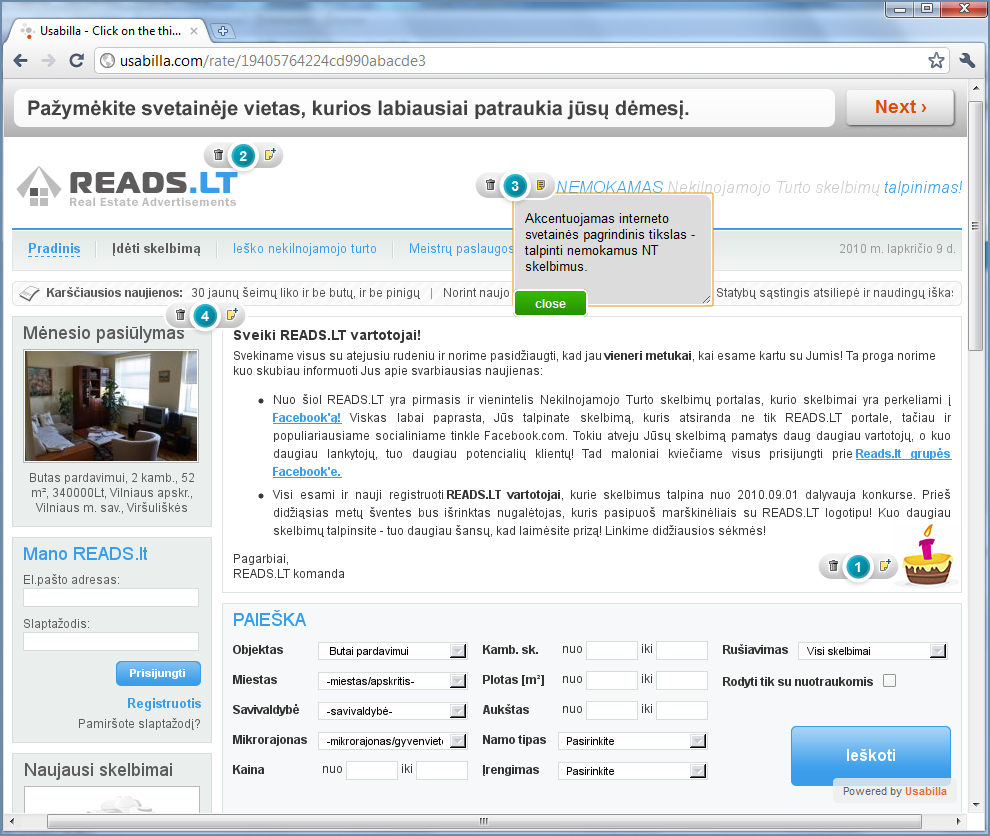 Usabilla - Click on the thi...
usabilla.com/rate/19405764224cd990abacde3
Pažymėkite svetainėje vietas, kurios labiausiai patraukia jūsų dėmesį.
Next ›
2
3
READS.LT
Real Estate Advertisements
NEMOKAMAS Nekilnojamojo Turto skelbimų talpinimas!
Akcentuojamas interneto
svetainės pagrindinis tikslas -
talpinti nemokamus NT
skelbimus.
close
Pradinis
Įdėti skelbimą
Ieško nekilnojamojo turto
Meistrų paslaugos
2010 m. lapkričio 9 d.
Karščiausios naujienos: 30 jaunų šeimų liko ir be butų, ir be pinigų | Norint naujo
Statybų sąstingis atsiliepė ir naudingų iška
4
Mėnesio pasiūlymas
Butas pardavimui, 2 kamb., 52
m², 340000Lt, Vilniaus apskr.,
Vilniaus m. sav., Viršuliškės
Sveiki READS.LT vartotojai!
Svekiname visus su atejusiu rudeniu ir norime pasidžiaugti, kad jau vieneri metukai, kai esame kartu su Jumis! Ta proga norime
kuo skubiau informuoti Jus apie svarbiausias naujienas:
• Nuo šiol READS.LT yra pirmasis ir vienintelis Nekilnojamojo Turto skelbimų portalas, kurio skelbimai yra perkeliami į
Facebook'ą! Viskas labai paprasta, Jūs talpinate skelbimą, kuris atsiranda ne tik READS.LT portale, tačiau ir
populiariausiame socialiniame tinkle Facebook.com. Tokiu atveju Jūsų skelbimą pamatys daug daugiau vartotojų, o kuo
daugiau lankytojų, tuo daugiau potencialių klientų! Tad maloniai kviečiame visus prisijungti prie Reads.lt grupės
Facebook'e.
• Visi esami ir nauji registruoti READS.LT vartotojai, kurie skelbimus talpina nuo 2010.09.01 dalyvauja konkurse. Prieš
didžiąsias metų šventes bus išrinktas nugalėtojas, kuris pasipuoš marškinėliais su READS.LT logotipu! Kuo daugiau
skelbimų talpinsite - tuo daugiau šansų, kad laimėsite prizą! Linkime didžiausios sėkmės!
Pagarbiai,
READS.LT komanda
1
Mano READS.lt
El.pašto adresas:
Slaptažodis:
Prisijungti
Registruotis
Pamiršote slaptažodį?
Naujausi skelbimai
PAIEŠKA
Objektas Butai pardavimui Kamb. sk. nuo iki Rušiavimas Visi skelbimai
Miestas -miestas/apskritis- Plotas [m²] nuo iki Rodyti tik su nuotraukomis
Savivaldybė -savivaldybė- Aukštas nuo iki
Mikrorajonas -mikrorajonas/gyvenviet Namo tipas Pasirinkite
Kaina nuo iki Įrengimas Pasirinkite
Ieškoti
Powered by Usabilla